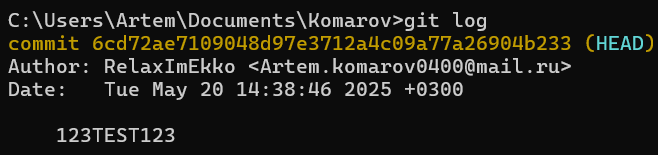 C:\Users\Artem\Documents\Komarov>git log
commit 6cd72ae7109048d97e3712a4c09a77a26904b233 (HEAD)
Author: RelaxImEkko <Artem.komarov0400@mail.ru>
Date:   Tue May 20 14:38:46 2025 +0300
    123TEST123